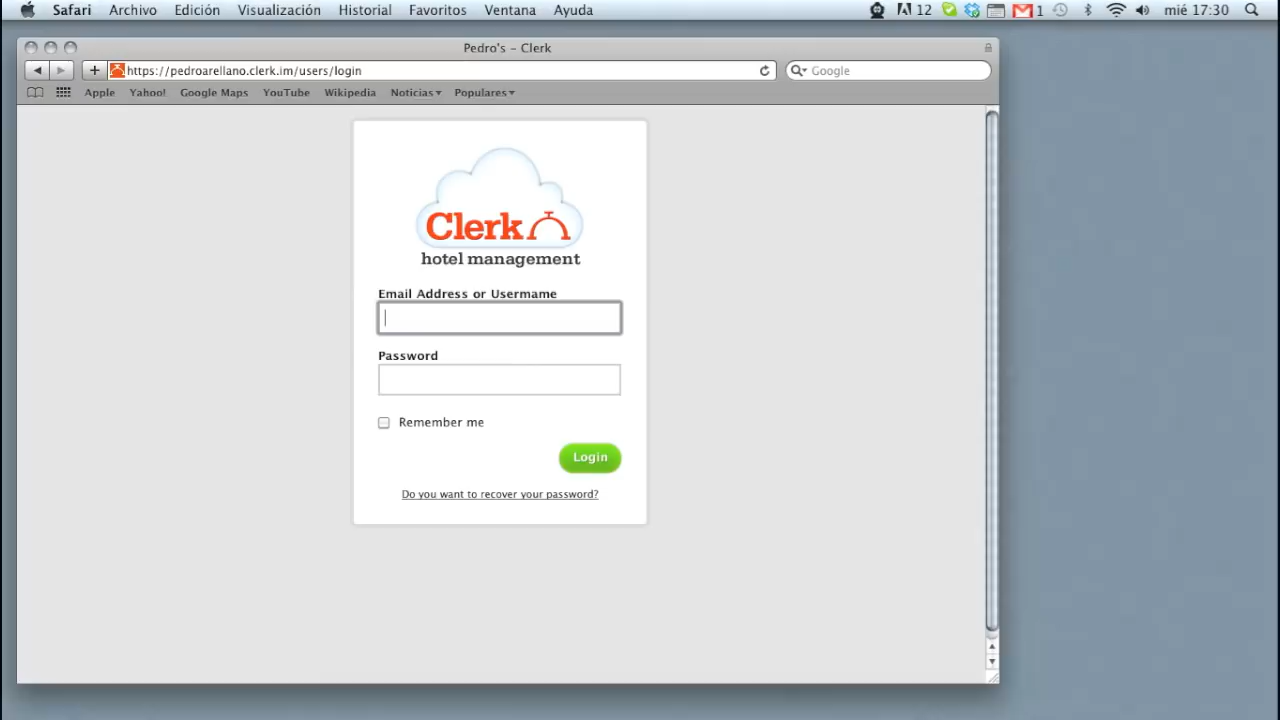 Safari Archivo Edición Visualización Historial Favoritos Ventana Ayuda 12 1 mié 17:30
Pedro's – Clerk
https://pedroarellano.clerk.im/users/login Google
Apple Yahoo! Google Maps YouTube Wikipedia Noticias Populares
Clerk
hotel management
Email Address or Username
Password
Remember me
Login
Do you want to recover your password?